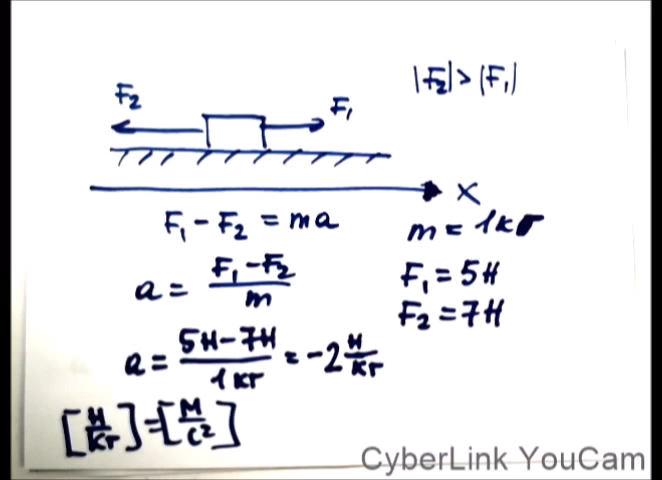 |F₂| > |F₁|
F₂
F₁
X
F₁ - F₂ = ma
m = 1кг
a = (F₁ - F₂)/m
F₁ = 5Н
F₂ = 7Н
a = (5Н - 7Н)/(1кг) = -2 Н/кг
[Н/кг] = [М/с²]
CyberLink YouCam